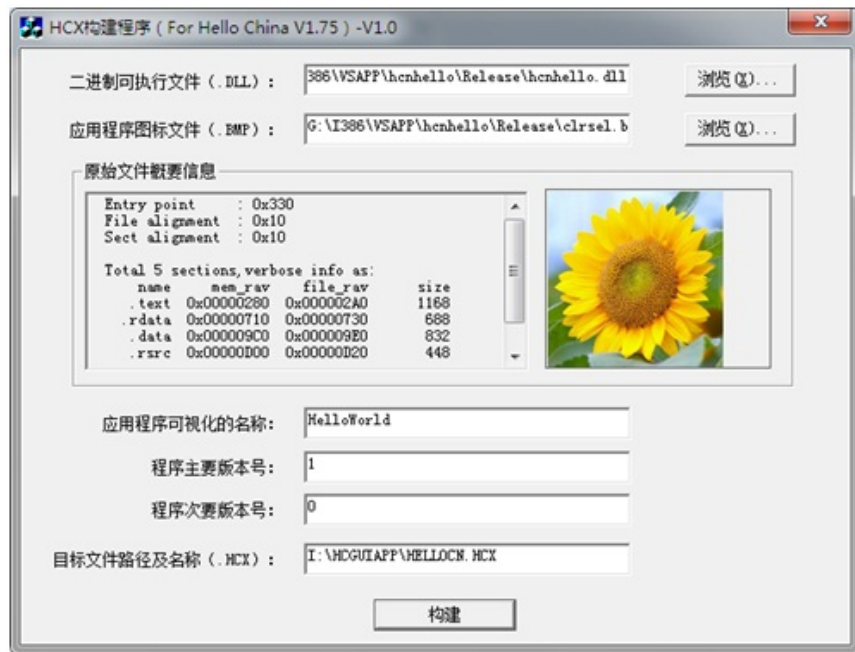 HCX构建程序（For Hello China V1.75）-V1.0
二进制可执行文件（.DLL）： 386\VSAPP\hcnhello\Release\hcnhello.dll 浏览(X)...
应用程序图标文件（.BMP）： G:\I386\VSAPP\hcnhello\Release\clrsel.b 浏览(X)...
原始文件概要信息
Entry point : 0x330
File alignment : 0x10
Sect alignment : 0x10
Total 5 sections,verbose info as:
name mem_rav file_rav size
.text 0x00000280 0x000002A0 1168
.rdata 0x00000710 0x00000730 688
.data 0x000009C0 0x000009E0 832
.rsrc 0x00000D00 0x00000D20 448
应用程序可视化的名称： HelloWorld
程序主要版本号： 1
程序次要版本号： 0
目标文件路径及名称（.HCX）： I:\HCGUIAPP\HELLOCN.HCX
构建